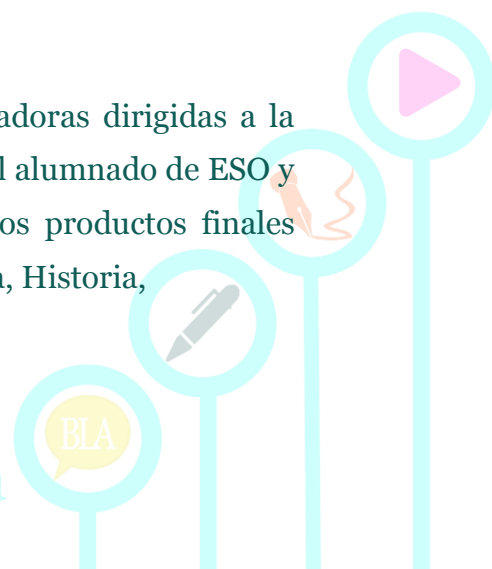 adoras dirigidas a la
l alumnado de ESO y
os productos finales
a, Historia,
BLA